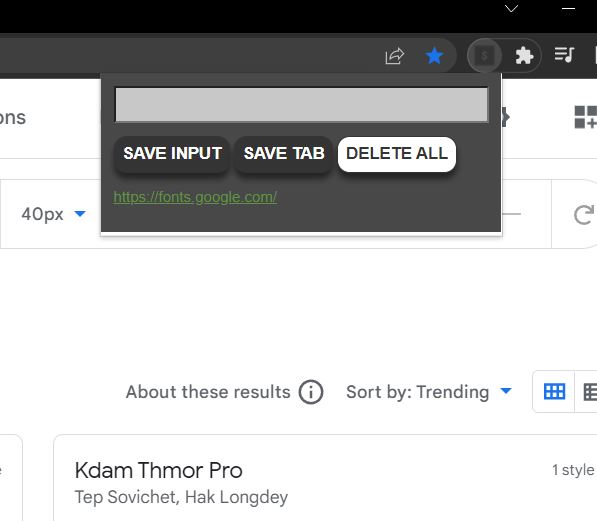 ons
SAVE INPUT SAVE TAB DELETE ALL
https://fonts.google.com/
40px
About these results Sort by: Trending
Kdam Thmor Pro 1 style
Tep Sovichet, Hak Longdey